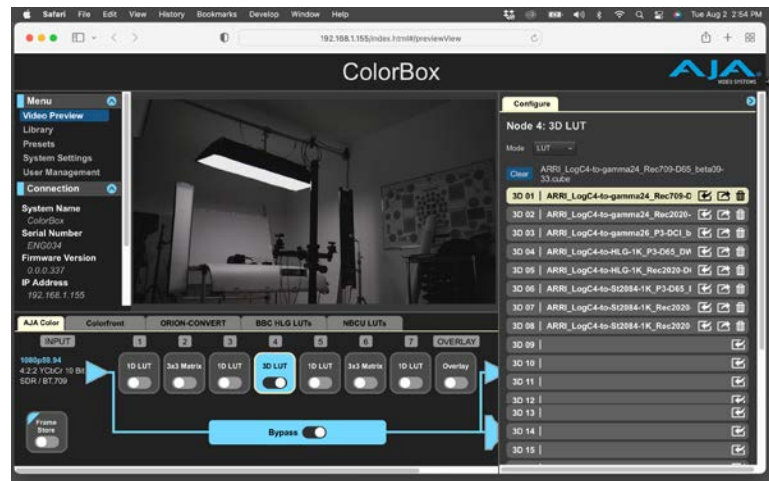 Safari File Edit View History Bookmarks Develop Window Help Tue Aug 2 2:54 PM
192.168.1.155/index.html#/previewView
ColorBox
AJA
VIDEO SYSTEMS
Menu
Video Preview
Library
Presets
System Settings
User Management
Connection
System Name
ColorBox
Serial Number
ENG034
Firmware Version
0.0.0.337
IP Address
192.168.1.155
Configure
Node 4: 3D LUT
Mode LUT
Clear ARRI_LogC4-to-gamma24_Rec709-D65_beta09-
33.cube
3D 01 | ARRI_LogC4-to-gamma24_Rec709-D
3D 02 | ARRI_LogC4-to-gamma24_Rec2020-
3D 03 | ARRI_LogC4-to-gamma26_P3-DCI_b
3D 04 | ARRI_LogC4-to-HLG-1K_P3-D65_DW
3D 05 | ARRI_LogC4-to-HLG-1K_Rec2020-D
3D 06 | ARRI_LogC4-to-St2084-1K_P3-D65_
3D 07 | ARRI_LogC4-to-St2084-1K_Rec2020
3D 08 | ARRI_LogC4-to-St2084-1K_Rec2020
3D 09 |
3D 10 |
3D 11 |
3D 12 |
3D 13 |
3D 14 |
3D 15 |
AJA Color Colorfront ORION-CONVERT BBC HLG LUTs NBCU LUTs
INPUT 1 2 3 4 5 6 7 OVERLAY
1080p59.94
4:2:2 YCbCr 10 Bit
SDR / BT.709
1D LUT 3x3 Matrix 1D LUT 3D LUT 1D LUT 3x3 Matrix 1D LUT Overlay
Frame
Store
Bypass